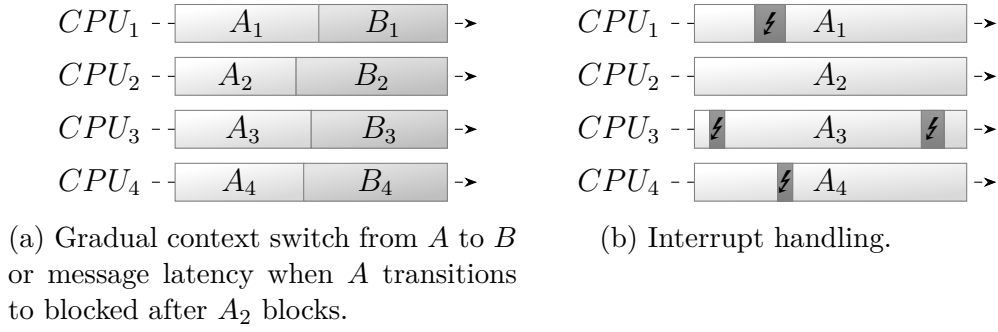 CPU₁ A₁ B₁
CPU₂ A₂ B₂
CPU₃ A₃ B₃
CPU₄ A₄ B₄
(a) Gradual context switch from A to B
or message latency when A transitions
to blocked after A₂ blocks.
CPU₁ A₁
CPU₂ A₂
CPU₃ A₃
CPU₄ A₄
(b) Interrupt handling.